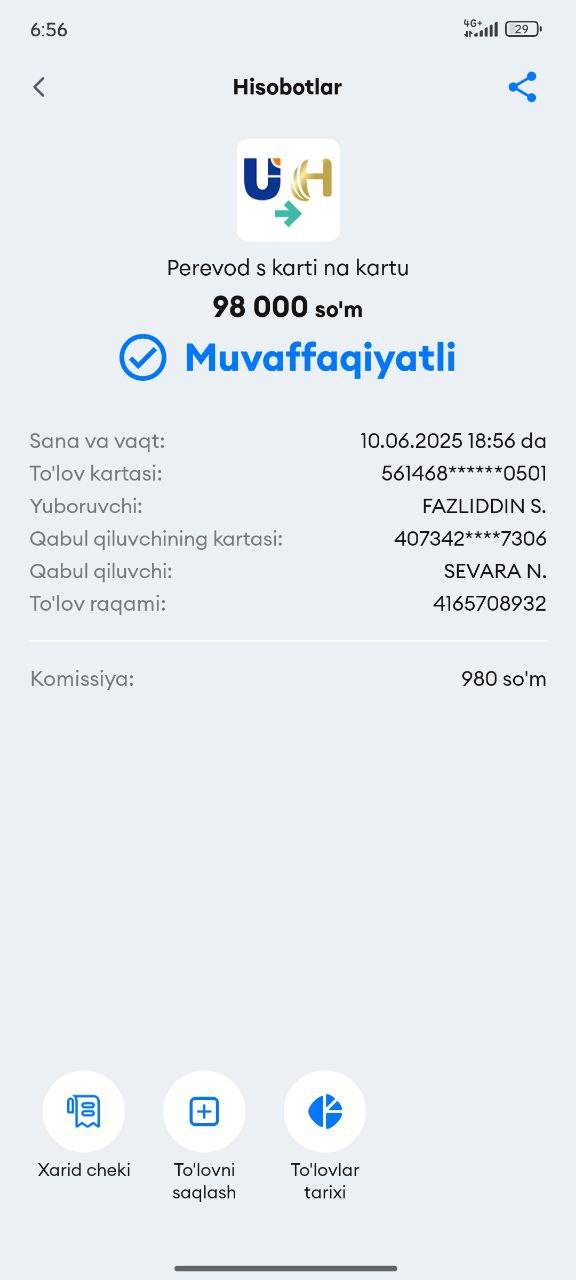 6:56
4G+
29
Hisobotlar
U H
Perevod s karti na kartu
98 000 so'm
Muvaffaqiyatli
Sana va vaqt: 10.06.2025 18:56 da
To'lov kartasi: 561468******0501
Yuboruvchi: FAZLIDDIN S.
Qabul qiluvchining kartasi: 407342****7306
Qabul qiluvchi: SEVARA N.
To'lov raqami: 4165708932
Komissiya: 980 so'm
Xarid cheki
To'lovni saqlash
To'lovlar tarixi